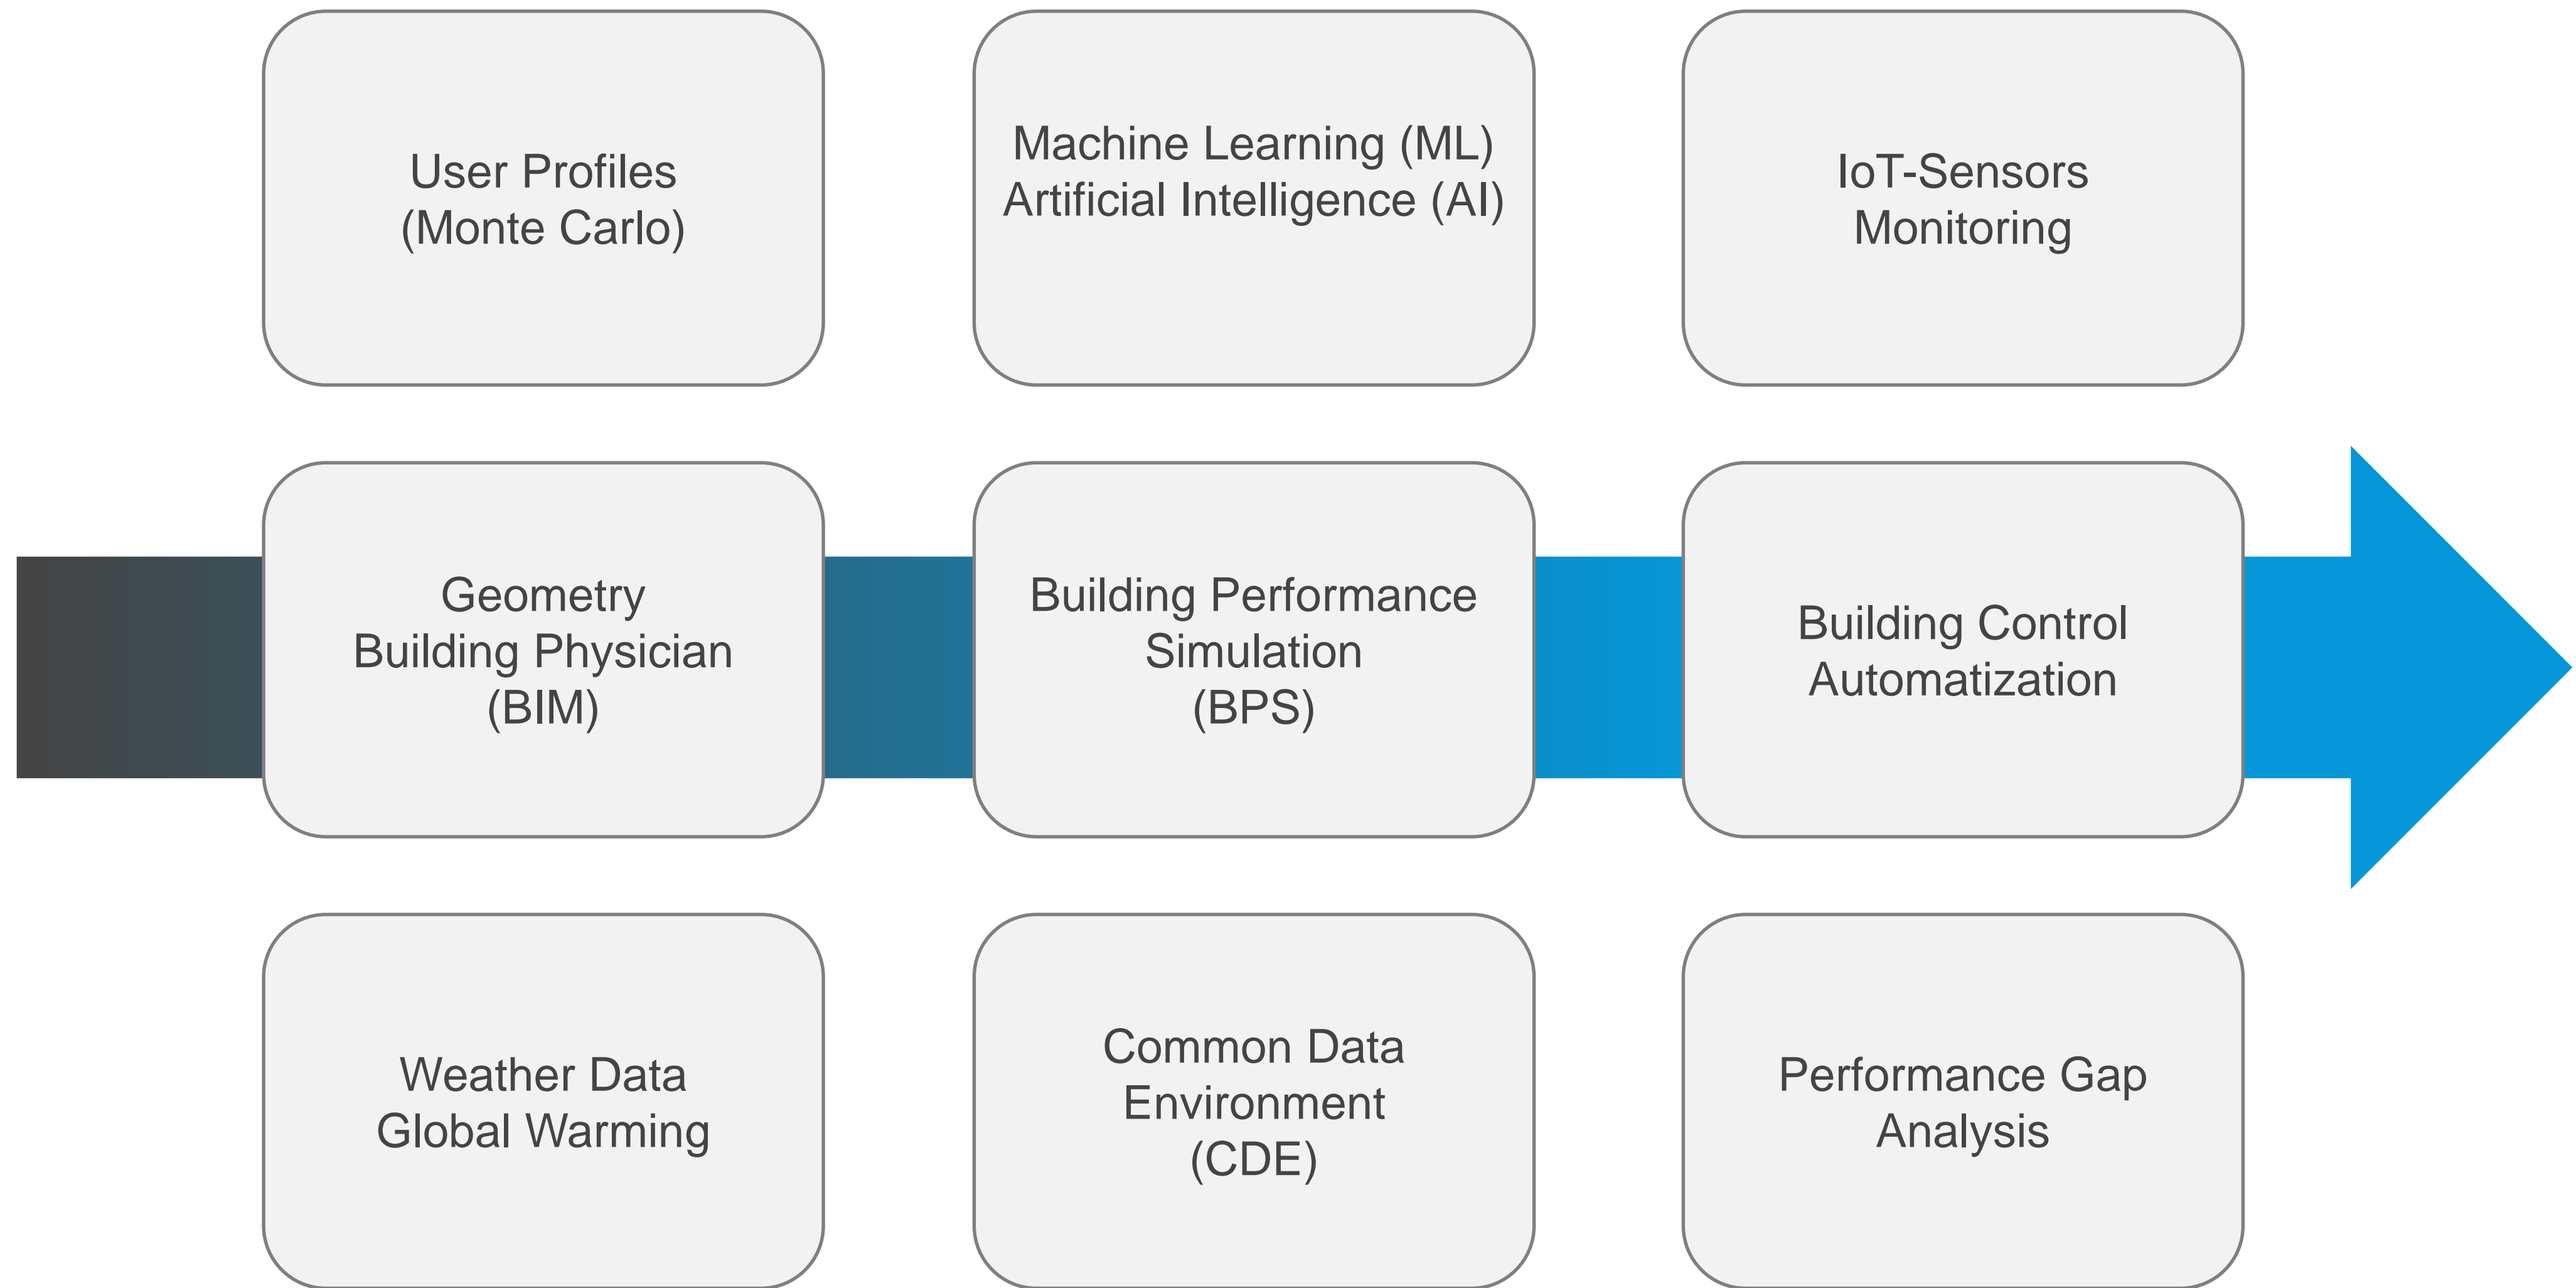 User Profiles
(Monte Carlo)
Machine Learning (ML)
Artificial Intelligence (AI)
IoT-Sensors
Monitoring
Geometry
Building Physician
(BIM)
Building Performance
Simulation
(BPS)
Building Control
Automatization
Weather Data
Global Warming
Common Data
Environment
(CDE)
Performance Gap
Analysis